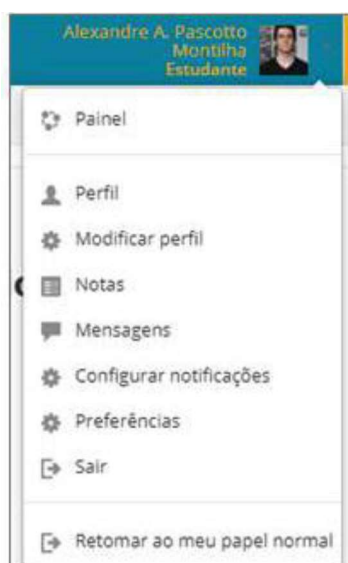 Alexandre A. Pascotto
Montilha
Estudante
Painel
Perfil
Modificar perfil
Notas
Mensagens
Configurar notificações
Preferências
Sair
Retomar ao meu papel normal